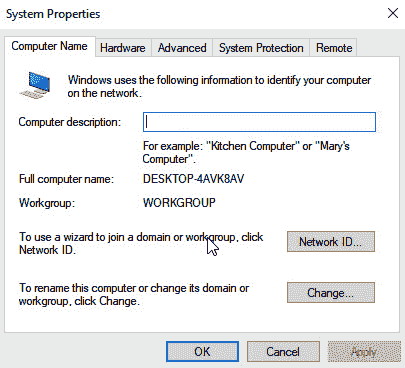 System Properties
Computer Name Hardware Advanced System Protection Remote
Windows uses the following information to identify your computer
on the network.
Computer description:
For example: "Kitchen Computer" or "Mary's
Computer".
Full computer name: DESKTOP-4AVK8AV
Workgroup: WORKGROUP
To use a wizard to join a domain or workgroup, click
Network ID.
Network ID...
To rename this computer or change its domain or
workgroup, click Change.
Change...
OK Cancel Apply